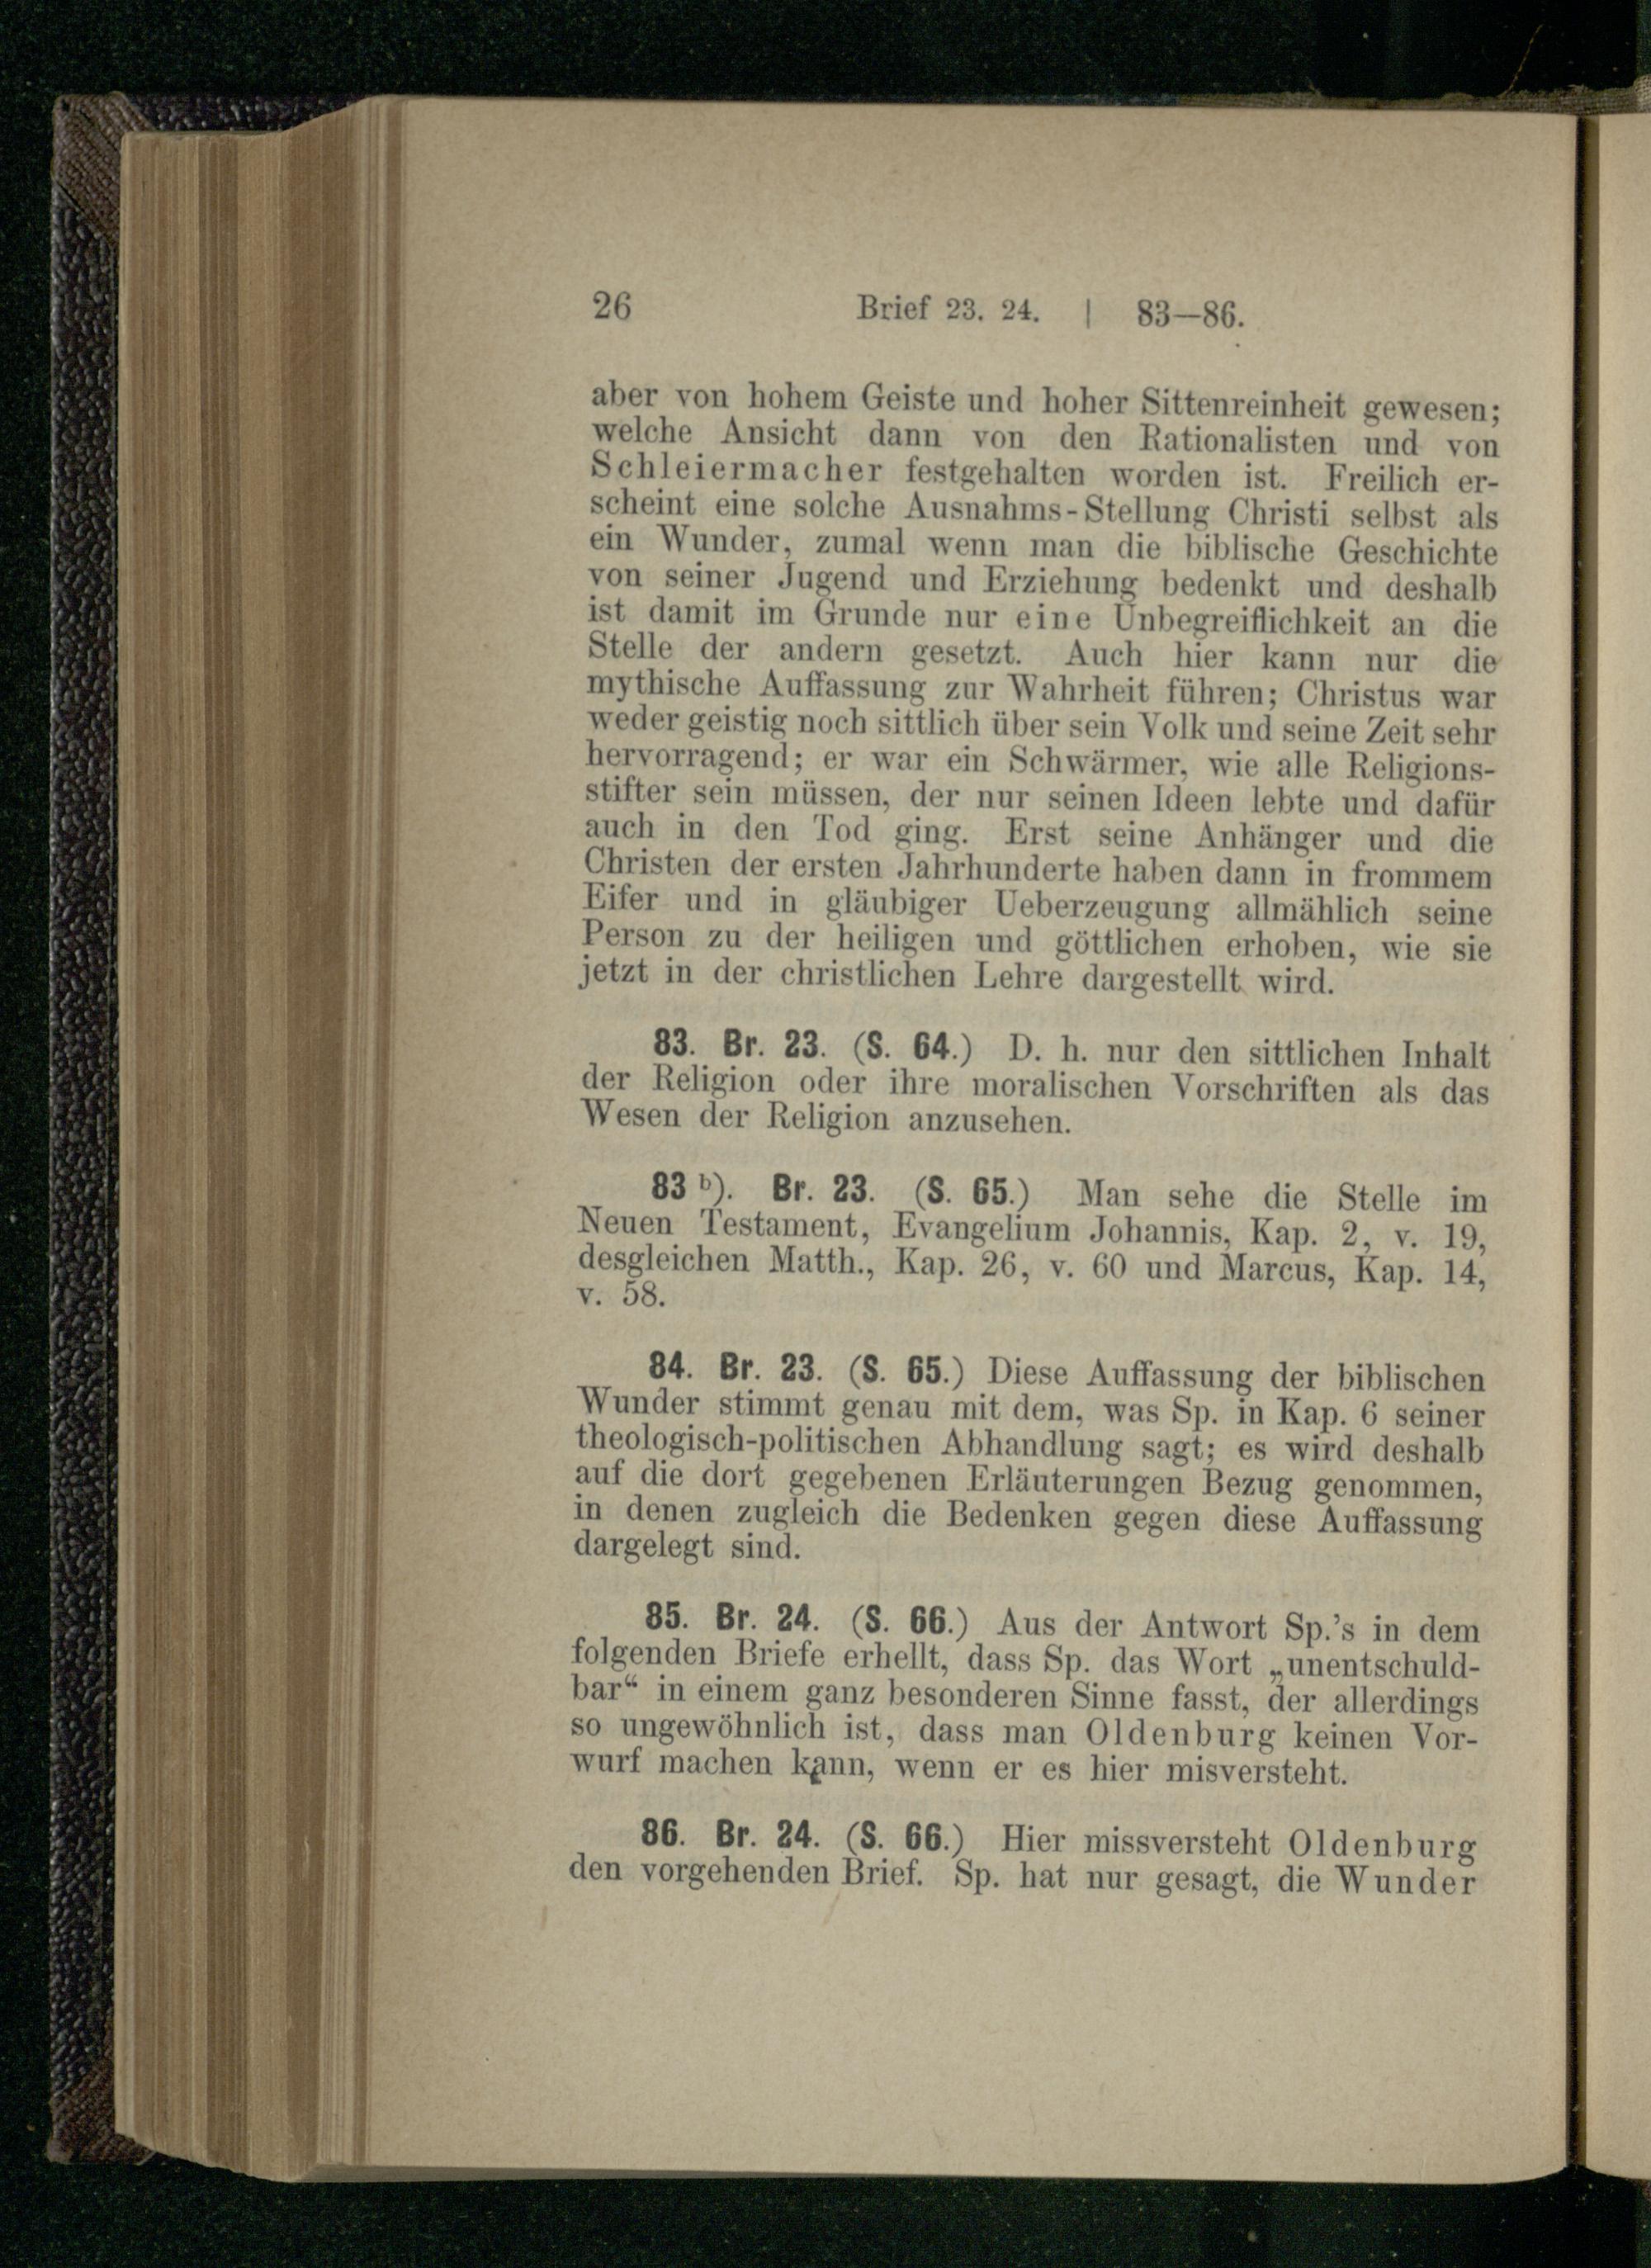 26 Brief 23. 24. | 83—86.
aber von hohem Geiste und hoher Sittenreinheit gewesen;
welche Ansicht dann von den Rationalisten und von
Schleiermacher festgehalten worden ist. Freilich er-
scheint eine solche Ausnahms-Stellung Christi selbst als
ein Wunder, zumal wenn man die biblische Geschichte
von seiner Jugend und Erziehung bedenkt und deshalb
ist damit im Grunde nur eine Unbegreiflichkeit an die
Stelle der andern gesetzt. Auch hier kann nur die
mythische Auffassung zur Wahrheit führen; Christus war
weder geistig noch sittlich über sein Volk und seine Zeit sehr
hervorragend; er war ein Schwärmer, wie alle Religions-
stifter sein müssen, der nur seinen Ideen lebte und dafür
auch in den Tod ging. Erst seine Anhänger und die
Christen der ersten Jahrhunderte haben dann in frommem
Eifer und in gläubiger Ueberzeugung allmählich seine
Person zu der heiligen und göttlichen erhoben, wie sie
jetzt in der christlichen Lehre dargestellt wird.
83. Br. 23. (S. 64.) D. h. nur den sittlichen Inhalt
der Religion oder ihre moralischen Vorschriften als das
Wesen der Religion anzusehen.
83 b). Br. 23. (S. 65.) Man sehe die Stelle im
Neuen Testament, Evangelium Johannis, Kap. 2, v. 19,
desgleichen Matth., Kap. 26, v. 60 und Marcus, Kap. 14,
v. 58.
84. Br. 23. (S. 65.) Diese Auffassung der biblischen
Wunder stimmt genau mit dem, was Sp. in Kap. 6 seiner
theologisch-politischen Abhandlung sagt; es wird deshalb
auf die dort gegebenen Erläuterungen Bezug genommen,
in denen zugleich die Bedenken gegen diese Auffassung
dargelegt sind.
85. Br. 24. (S. 66.) Aus der Antwort Sp.'s in dem
folgenden Briefe erhellt, dass Sp. das Wort „unentschuld-
bar“ in einem ganz besonderen Sinne fasst, der allerdings
so ungewöhnlich ist, dass man Oldenburg keinen Vor-
wurf machen kann, wenn er es hier misversteht.
86. Br. 24. (S. 66.) Hier missversteht Oldenburg
den vorgehenden Brief. Sp. hat nur gesagt, die Wunder